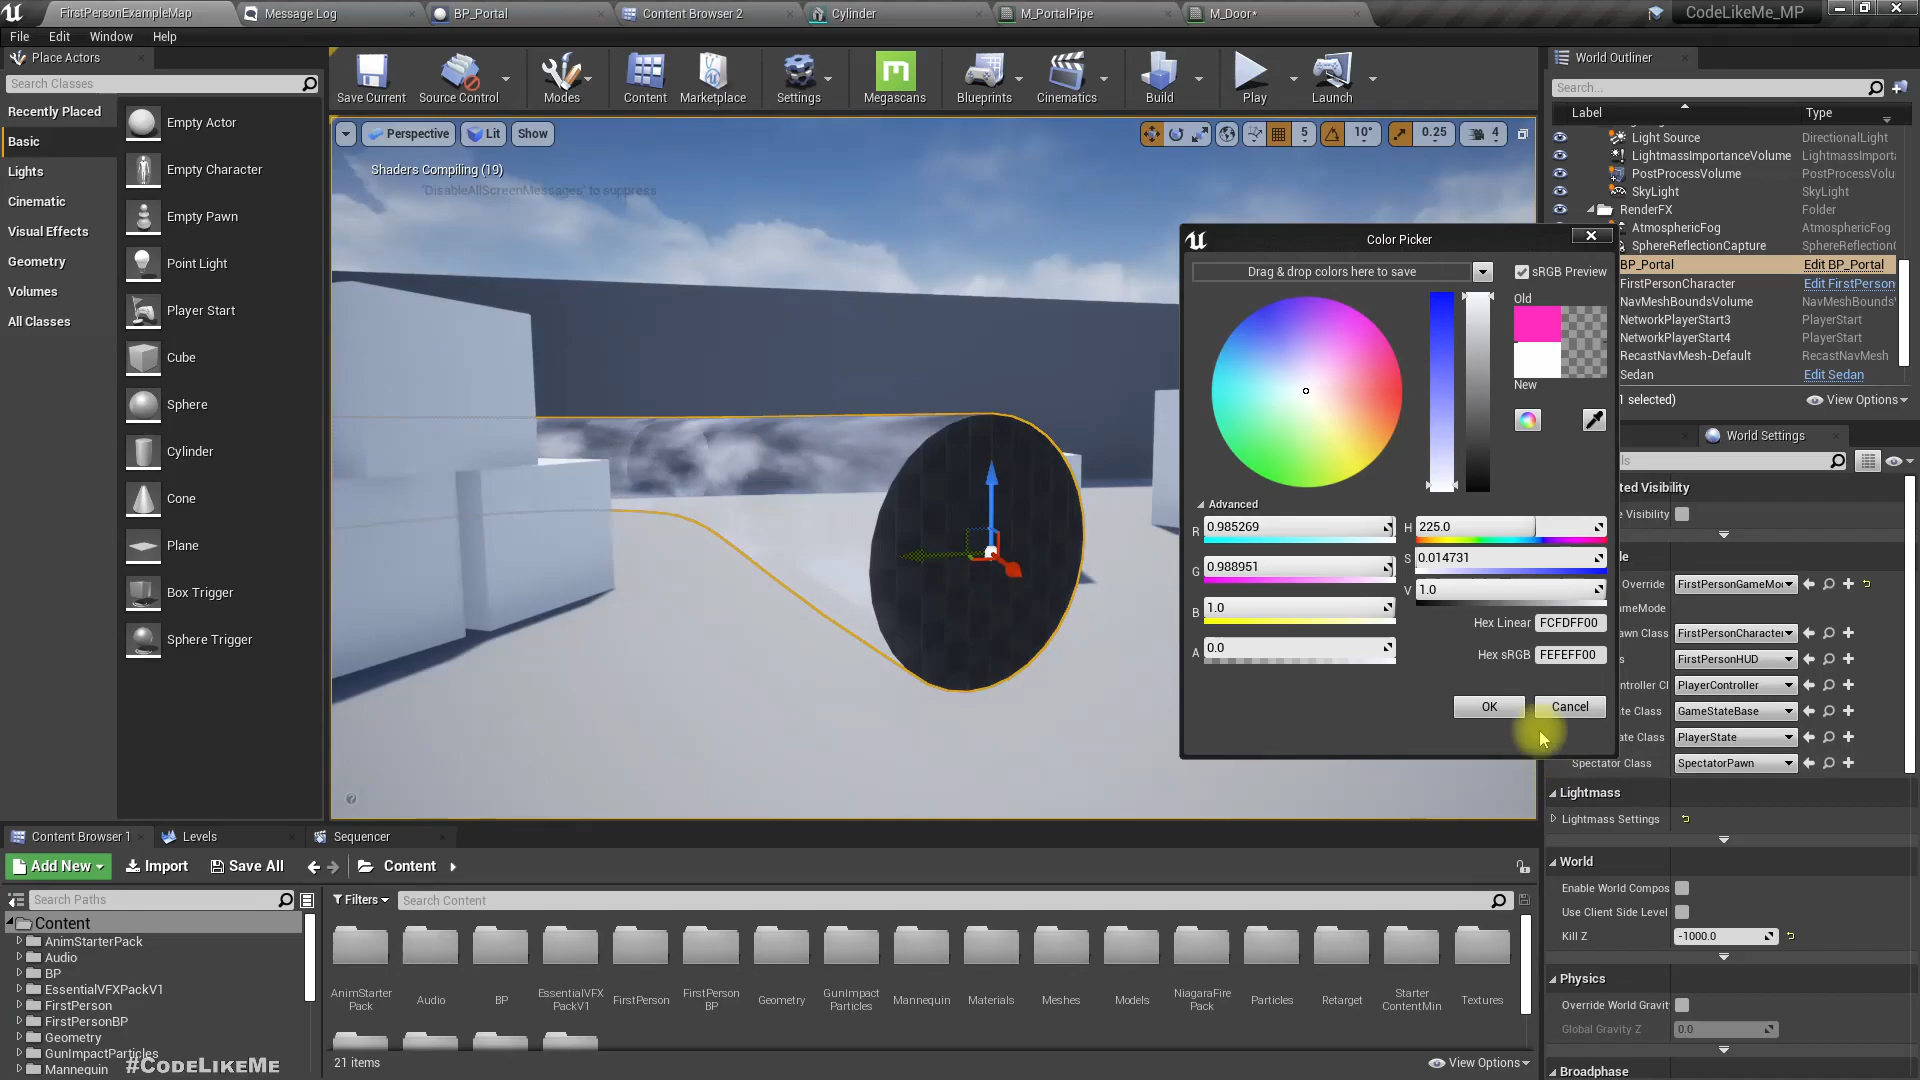 FirstPersonExampleMap
Message Log
BP_Portal
Content Browser 2
Cylinder
M_PortalPipe
M_Door*
CodeLikeMe_MP
File Edit Window Help
Place Actors
Search Classes
Recently Placed
Basic
Lights
Cinematic
Visual Effects
Geometry
Volumes
All Classes
Empty Actor
Empty Character
Empty Pawn
Point Light
Player Start
Cube
Sphere
Cylinder
Cone
Plane
Box Trigger
Sphere Trigger
Save Current
Source Control
Modes
Content
Marketplace
Settings
Megascans
Blueprints
Cinematics
Build
Play
Launch
Perspective
Lit
Show
5
10°
0.25
4
Shaders Compiling (19)
'DisableAllScreenMessages' to suppress
Color Picker
Drag & drop colors here to save
sRGB Preview
Old
New
Advanced
R 0.985269
G 0.988951
B 1.0
A 0.0
H 225.0
S 0.014731
V 1.0
Hex Linear FCFDFF00
Hex sRGB FEFEFF00
OK
Cancel
World Outliner
Search...
Label
Type
Light Source DirectionalLight
LightmassImportanceVolume Lightmassimporta
PostProcessVolume PostProcessVolu
SkyLight SkyLight
RenderFX Folder
AtmosphericFog AtmosphericFog
SphereReflectionCapture SphereReflection
BP_Portal Edit BP_Portal
FirstPersonCharacter Edit FirstPerson
NavMeshBoundsVolume NavMeshBounds
NetworkPlayerStart3 PlayerStart
NetworkPlayerStart4 PlayerStart
RecastNavMesh-Default RecastNavMesh
Sedan Edit Sedan
1 selected)
View Options
World Settings
ls
ted Visibility
e Visibility
le
Override FirstPersonGameMo
meMode
awn Class FirstPersonCharacter
s FirstPersonHUD
ntroller Cl PlayerController
ate Class GameStateBase
ate Class PlayerState
Spectator Class SpectatorPawn
Lightmass
Lightmass Settings
World
Enable World Compos
Use Client Side Level
Kill Z -1000.0
Physics
Override World Gravit
Global Gravity Z 0.0
Broadphase
Content Browser 1
Levels
Sequencer
Add New
Import
Save All
Content
Search Paths
Filters
Search Content
Content
AnimStarterPack
Audio
BP
EssentialVFXPackV1
FirstPerson
FirstPersonBP
Geometry
GunImpactParticles
Mannequin
#CodeLikeMe
AnimStarter
Pack
Audio
BP
EssentialVFX
PackV1
FirstPerson
FirstPerson
BP
Geometry
GunImpact
Particles
Mannequin
Materials
Meshes
Models
NiagaraFire
Pack
Particles
Retarget
Starter
ContentMin
Textures
21 items
View Options